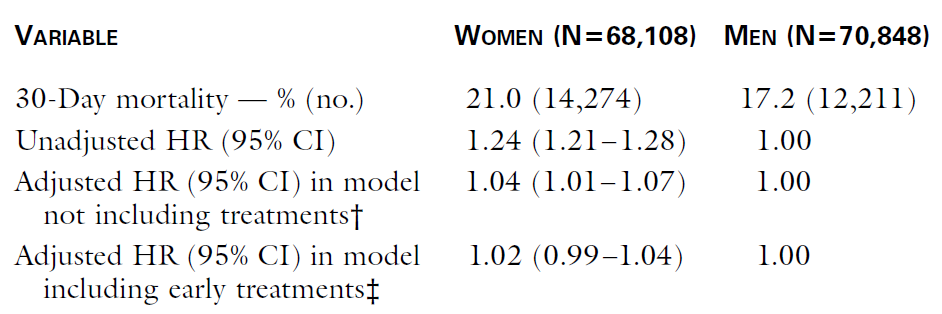 VARIABLE WOMEN (N=68,108) MEN (N=70,848)
30-Day mortality — % (no.) 21.0 (14,274) 17.2 (12,211)
Unadjusted HR (95% CI) 1.24 (1.21–1.28) 1.00
Adjusted HR (95% CI) in model 1.04 (1.01–1.07) 1.00
not including treatments†
Adjusted HR (95% CI) in model 1.02 (0.99–1.04) 1.00
including early treatments‡